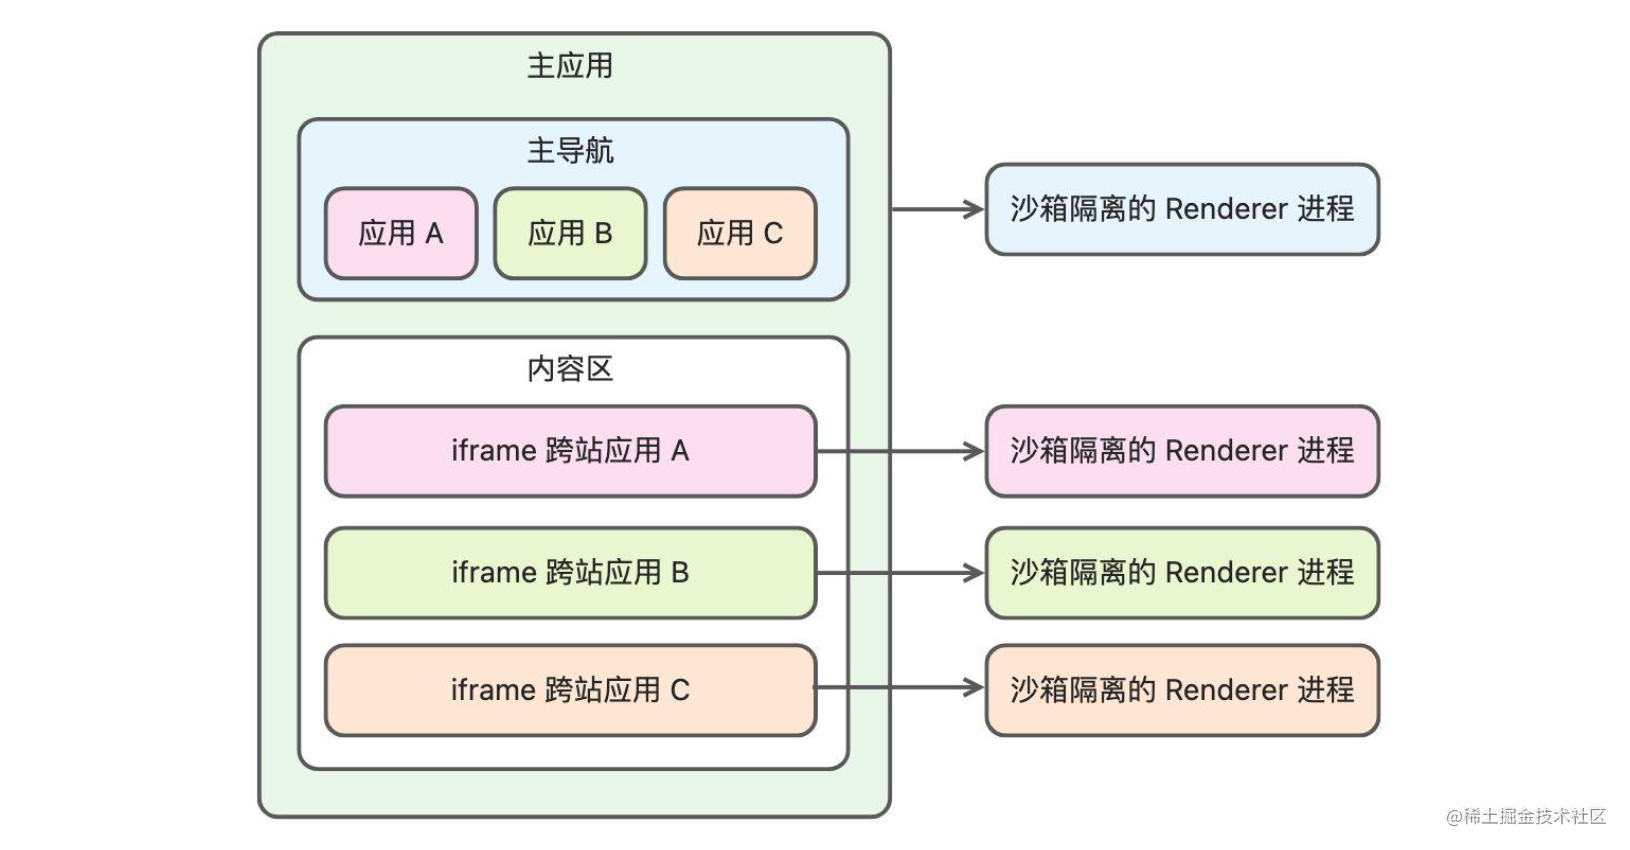 主应用
主导航
应用 A
应用 B
应用 C
沙箱隔离的 Renderer 进程
内容区
iframe 跨站应用 A
沙箱隔离的 Renderer 进程
iframe 跨站应用 B
沙箱隔离的 Renderer 进程
iframe 跨站应用 C
沙箱隔离的 Renderer 进程
@稀土掘金技术社区